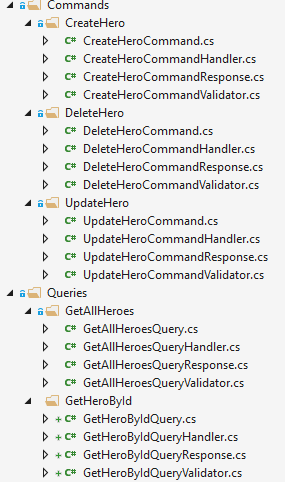 Commands
CreateHero
C# CreateHeroCommand.cs
C# CreateHeroCommandHandler.cs
C# CreateHeroCommandResponse.cs
C# CreateHeroCommandValidator.cs
DeleteHero
C# DeleteHeroCommand.cs
C# DeleteHeroCommandHandler.cs
C# DeleteHeroCommandResponse.cs
C# DeleteHeroCommandValidator.cs
UpdateHero
C# UpdateHeroCommand.cs
C# UpdateHeroCommandHandler.cs
C# UpdateHeroCommandResponse.cs
C# UpdateHeroCommandValidator.cs
Queries
GetAllHeroes
C# GetAllHeroesQuery.cs
C# GetAllHeroesQueryHandler.cs
C# GetAllHeroesQueryResponse.cs
C# GetAllHeroesQueryValidator.cs
GetHeroById
+ C# GetHeroByIdQuery.cs
+ C# GetHeroByIdQueryHandler.cs
+ C# GetHeroByIdQueryResponse.cs
+ C# GetHeroByIdQueryValidator.cs